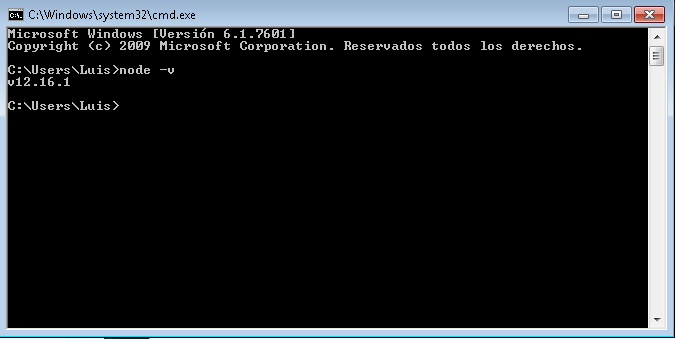 C:\Windows\system32\cmd.exe
Microsoft Windows [Versión 6.1.7601]
Copyright (c) 2009 Microsoft Corporation. Reservados todos los derechos.
C:\Users\Luis>node -v
v12.16.1
C:\Users\Luis>